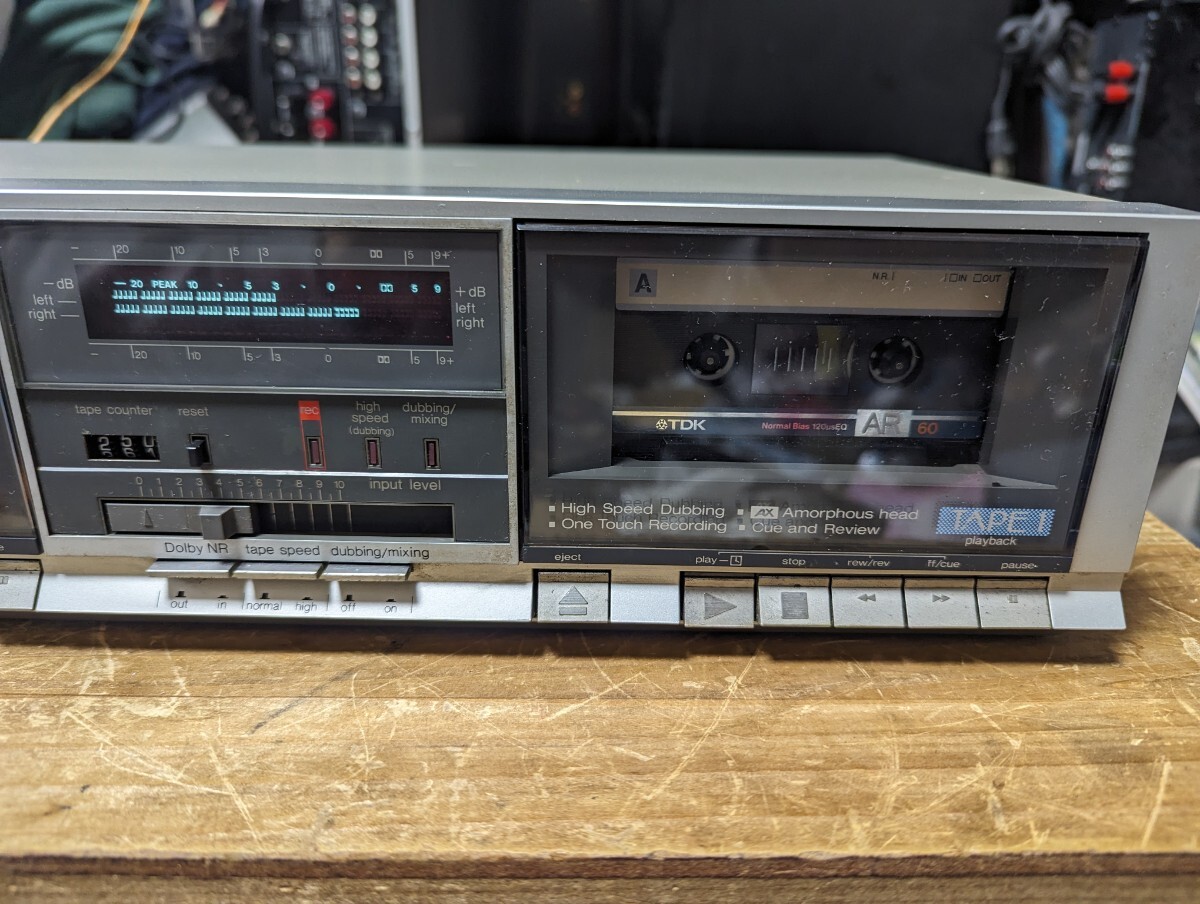 20 10 5 3 0 5 9+
-dB
left
right
20 PEAK 10 - 5 3 - 0 - 5 9
+dB
left
right
20 10 5 3 0 5 9+
tape counter reset
rec
high speed (dubbing)
dubbing/ mixing
0 1 2 3 4 5 6 7 8 9 10
input level
Dolby NR tape speed dubbing/mixing
out in normal high off on
A
N.R. IN OUT
TDK
Normal Bias 120μsEQ
AR
60
High Speed Dubbing
One Touch Recording
AX Amorphous head
Cue and Review
TAPE I
playback
eject
play stop rew/rev ff/cue pause